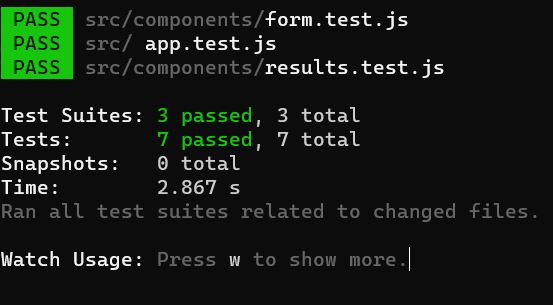 PASS src/components/form.test.js
PASS src/ app.test.js
PASS src/components/results.test.js
Test Suites: 3 passed, 3 total
Tests: 7 passed, 7 total
Snapshots: 0 total
Time: 2.867 s
Ran all test suites related to changed files.
Watch Usage: Press w to show more.